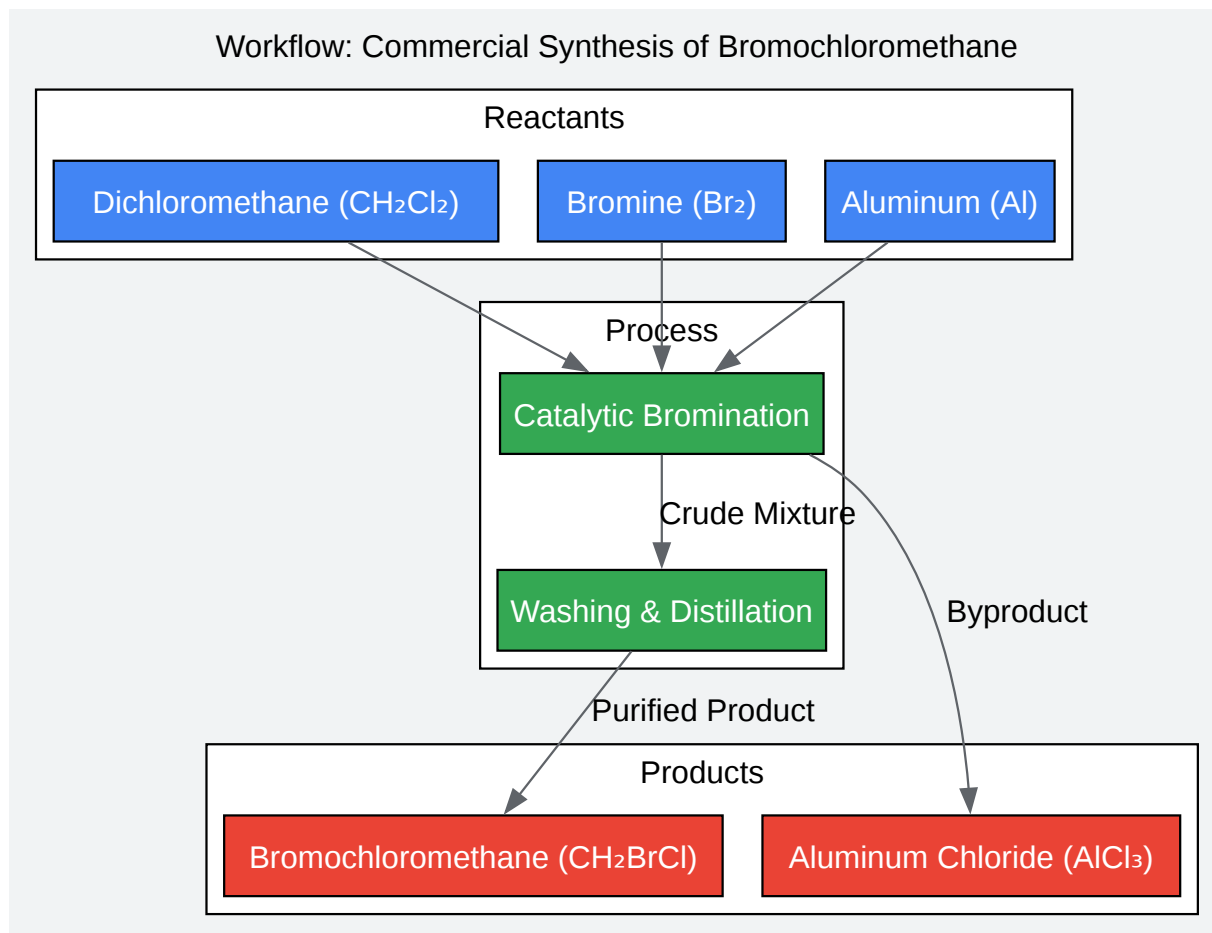 Workflow: Commercial Synthesis of Bromochloromethane
Reactants
Dichloromethane (CH₂Cl₂)
Bromine (Br₂)
Aluminum (Al)
Process
Catalytic Bromination
Crude Mixture
Washing & Distillation
Byproduct
Purified Product
Products
Bromochloromethane (CH₂BrCl)
Aluminum Chloride (AlCl₃)